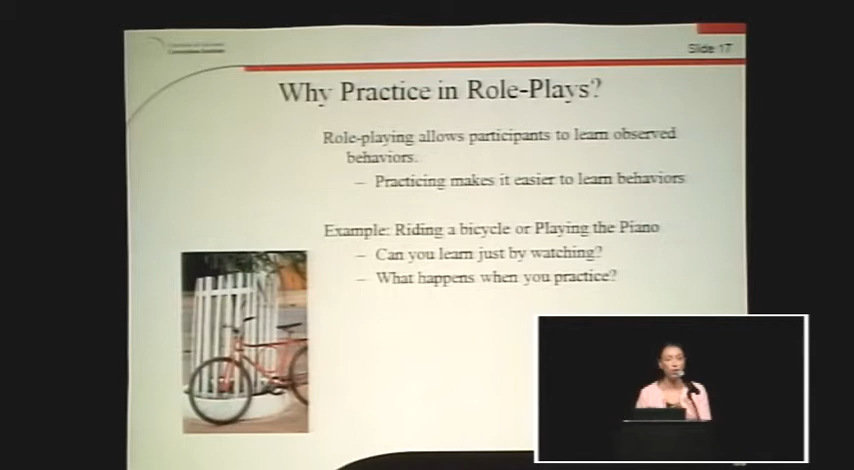 Slide 17
Why Practice in Role-Plays?
Role-playing allows participants to learn observed
behaviors.
– Practicing makes it easier to learn behaviors
Example: Riding a bicycle or Playing the Piano
– Can you learn just by watching?
– What happens when you practice?